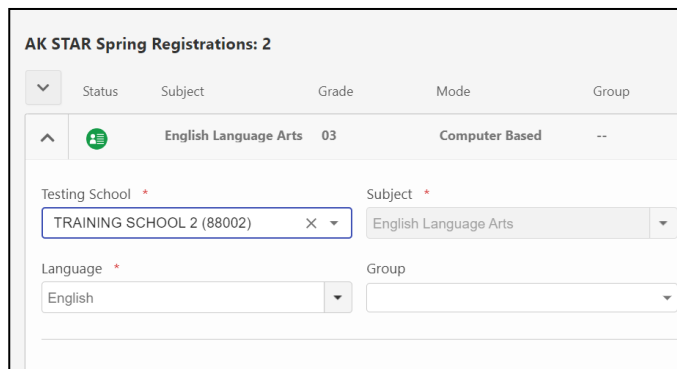 AK STAR Spring Registrations: 2
Status Subject Grade Mode Group
English Language Arts 03 Computer Based --
Testing School * Subject *
TRAINING SCHOOL 2 (88002) English Language Arts
Language * Group
English